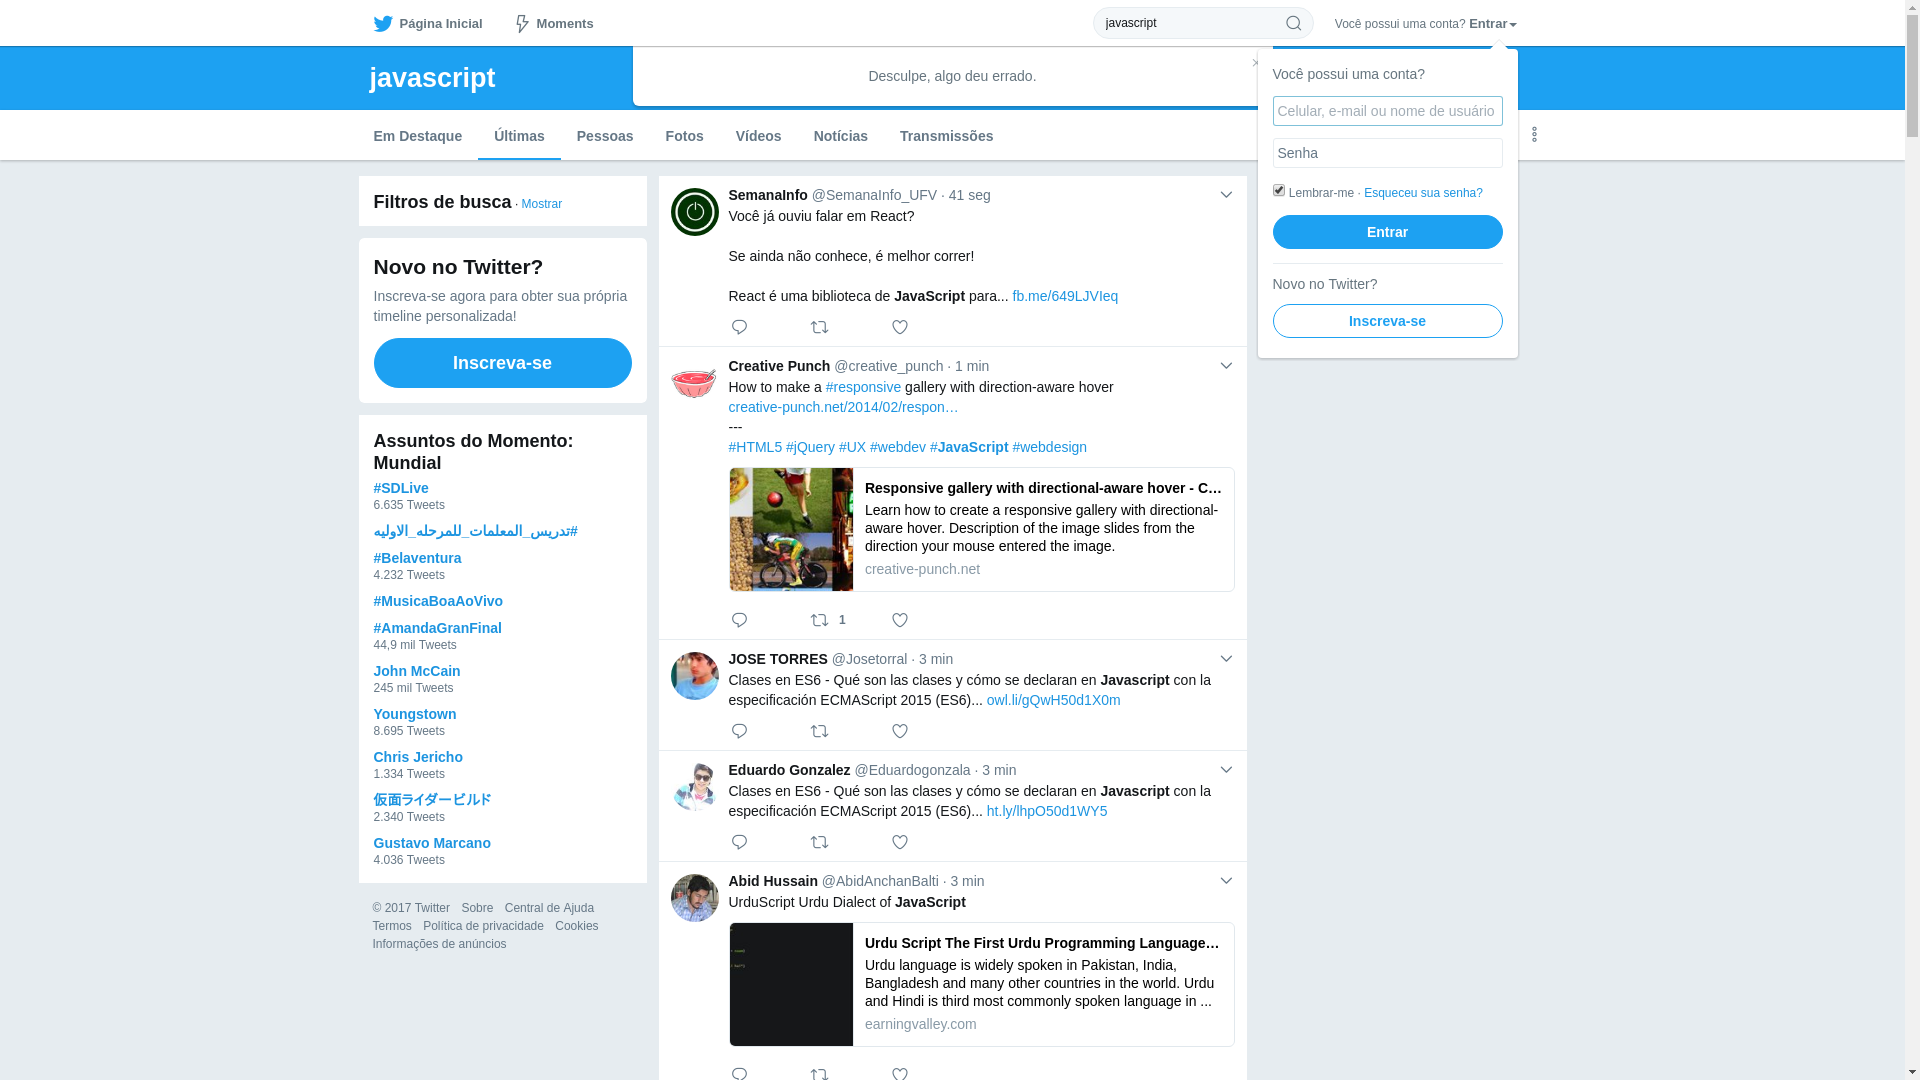 Página Inicial
Moments
javascript
Você possui uma conta? Entrar
javascript
Desculpe, algo deu errado.
×
Em Destaque
Últimas
Pessoas
Fotos
Vídeos
Notícias
Transmissões
Você possui uma conta?
Celular, e-mail ou nome de usuário
Senha
Lembrar-me · Esqueceu sua senha?
Entrar
Novo no Twitter?
Inscreva-se
Filtros de busca · Mostrar
Novo no Twitter?
Inscreva-se agora para obter sua própria
timeline personalizada!
Inscreva-se
Assuntos do Momento:
Mundial
#SDLive
6.635 Tweets
#تدريس_المعلمات_للمرحله_الاوليه
#Belaventura
4.232 Tweets
#MusicaBoaAoVivo
#AmandaGranFinal
44,9 mil Tweets
John McCain
245 mil Tweets
Youngstown
8.695 Tweets
Chris Jericho
1.334 Tweets
仮面ライダービルド
2.340 Tweets
Gustavo Marcano
4.036 Tweets
© 2017 Twitter Sobre Central de Ajuda
Termos Política de privacidade Cookies
Informações de anúncios
SemanaInfo @SemanaInfo_UFV · 41 seg
Você já ouviu falar em React?
Se ainda não conhece, é melhor correr!
React é uma biblioteca de JavaScript para... fb.me/649LJVIeq
Creative Punch @creative_punch · 1 min
How to make a #responsive gallery with direction-aware hover
creative-punch.net/2014/02/respon…
---
#HTML5 #jQuery #UX #webdev #JavaScript #webdesign
Responsive gallery with directional-aware hover - C…
Learn how to create a responsive gallery with directional-
aware hover. Description of the image slides from the
direction your mouse entered the image.
creative-punch.net
1
JOSE TORRES @Josetorral · 3 min
Clases en ES6 - Qué son las clases y cómo se declaran en Javascript con la
especificación ECMAScript 2015 (ES6)... owl.li/gQwH50d1X0m
Eduardo Gonzalez @Eduardogonzala · 3 min
Clases en ES6 - Qué son las clases y cómo se declaran en Javascript con la
especificación ECMAScript 2015 (ES6)... ht.ly/lhpO50d1WY5
Abid Hussain @AbidAnchanBalti · 3 min
UrduScript Urdu Dialect of JavaScript
Urdu Script The First Urdu Programming Language…
Urdu language is widely spoken in Pakistan, India,
Bangladesh and many other countries in the world. Urdu
and Hindi is third most commonly spoken language in ...
earningvalley.com